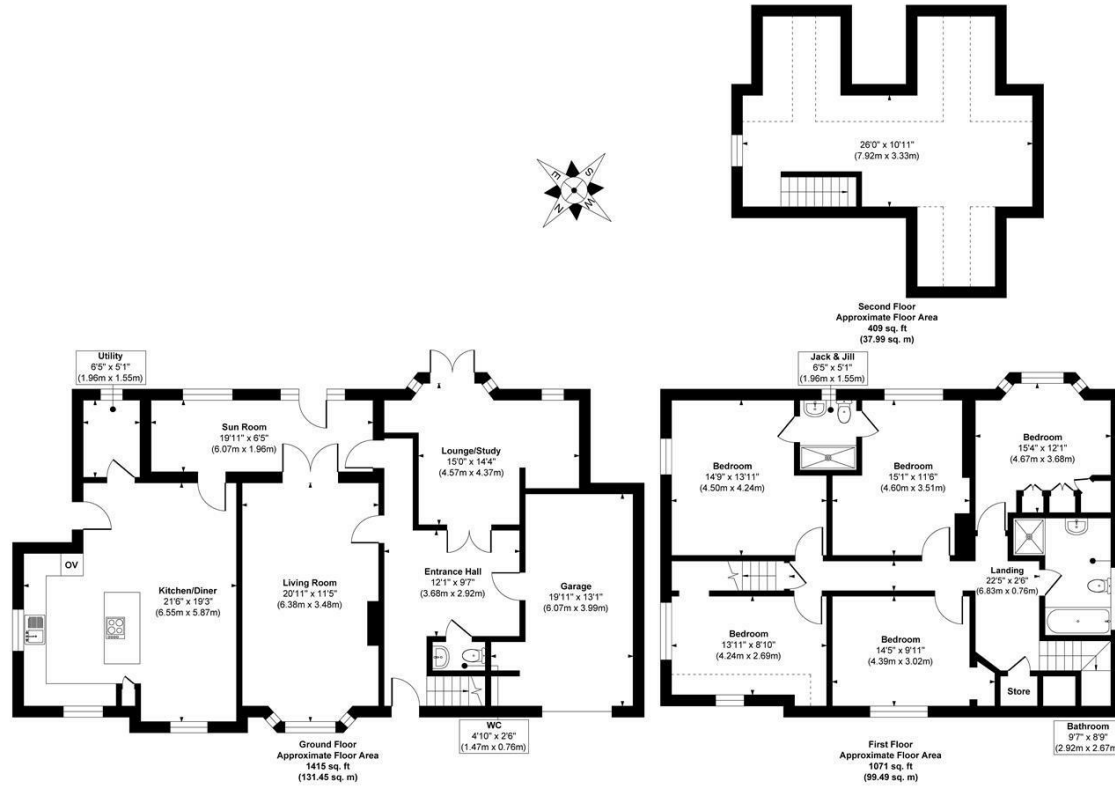 26'0" x 10'11"
(7.92m x 3.33m)
Second Floor
Approximate Floor Area
409 sq. ft
(37.99 sq. m)
S
E
W
N
Utility
6'5" x 5'1"
(1.96m x 1.55m)
Sun Room
19'11" x 6'5"
(6.07m x 1.96m)
Lounge/Study
15'0" x 14'4"
(4.57m x 4.37m)
OV
Kitchen/Diner
21'6" x 19'3"
(6.55m x 5.87m)
Living Room
20'11" x 11'5"
(6.38m x 3.48m)
Entrance Hall
12'1" x 9'7"
(3.68m x 2.92m)
Garage
19'11" x 13'1"
(6.07m x 3.99m)
WC
4'10" x 2'6"
(1.47m x 0.76m)
Ground Floor
Approximate Floor Area
1415 sq. ft
(131.45 sq. m)
Jack & Jill
6'5" x 5'1"
(1.96m x 1.55m)
Bedroom
14'9" x 13'11"
(4.50m x 4.24m)
Bedroom
15'1" x 11'6"
(4.60m x 3.51m)
Bedroom
15'4" x 12'1"
(4.67m x 3.68m)
Landing
22'5" x 2'6"
(6.83m x 0.76m)
Bedroom
13'11" x 8'10"
(4.24m x 2.69m)
Bedroom
14'5" x 9'11"
(4.39m x 3.02m)
Store
Bathroom
9'7" x 8'9"
(2.92m x 2.67m)
First Floor
Approximate Floor Area
1071 sq. ft
(99.49 sq. m)